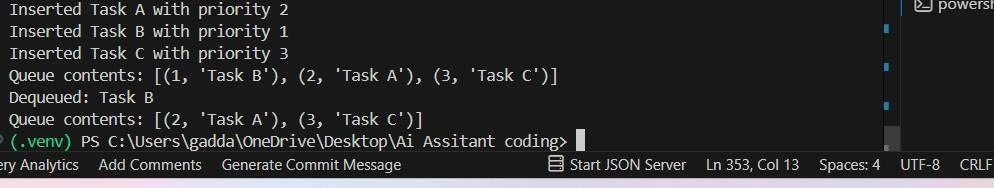 Inserted Task A with priority 2
Inserted Task B with priority 1
Inserted Task C with priority 3
Queue contents: [(1, 'Task B'), (2, 'Task A'), (3, 'Task C')]
Dequeued: Task B
Queue contents: [(2, 'Task A'), (3, 'Task C')]
(.venv) PS C:\Users\gadda\OneDrive\Desktop\Ai Assitant coding>
powersh
ery Analytics Add Comments Generate Commit Message Start JSON Server Ln 353, Col 13 Spaces: 4 UTF-8 CRLF